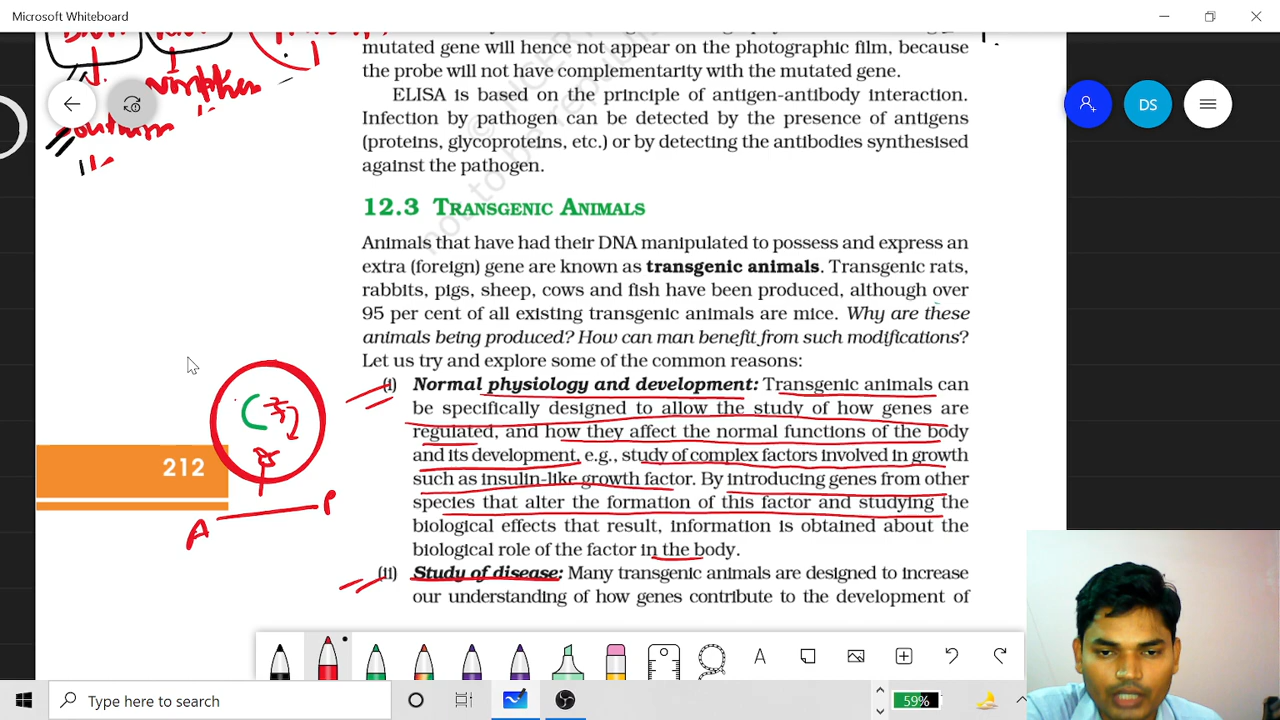 Microsoft Whiteboard
mutated gene will hence not appear on the photographic film, because
the probe will not have complementarity with the mutated gene.
ELISA is based on the principle of antigen-antibody interaction.
Infection by pathogen can be detected by the presence of antigens
(proteins, glycoproteins, etc.) or by detecting the antibodies synthesised
against the pathogen.
DS
12.3 TRANSGENIC ANIMALS
Animals that have had their DNA manipulated to possess and express an
extra (foreign) gene are known as transgenic animals. Transgenic rats,
rabbits, pigs, sheep, cows and fish have been produced, although over
95 per cent of all existing transgenic animals are mice. Why are these
animals being produced? How can man benefit from such modifications?
Let us try and explore some of the common reasons:
(i) Normal physiology and development: Transgenic animals can
be specifically designed to allow the study of how genes are
regulated, and how they affect the normal functions of the body
and its development, e.g., study of complex factors involved in growth
such as insulin-like growth factor. By introducing genes from other
species that alter the formation of this factor and studying the
biological effects that result, information is obtained about the
biological role of the factor in the body.
(ii) Study of disease: Many transgenic animals are designed to increase
our understanding of how genes contribute to the development of
212
A
P
Type here to search
59%